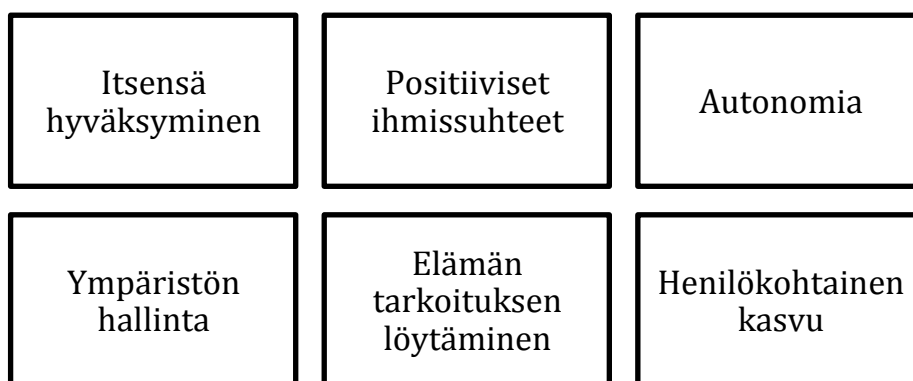 Itsensä
hyväksyminen
Positiiviset
ihmissuhteet
Autonomia
Ympäristön
hallinta
Elämän
tarkoituksen
löytäminen
Henilökohtainen
kasvu